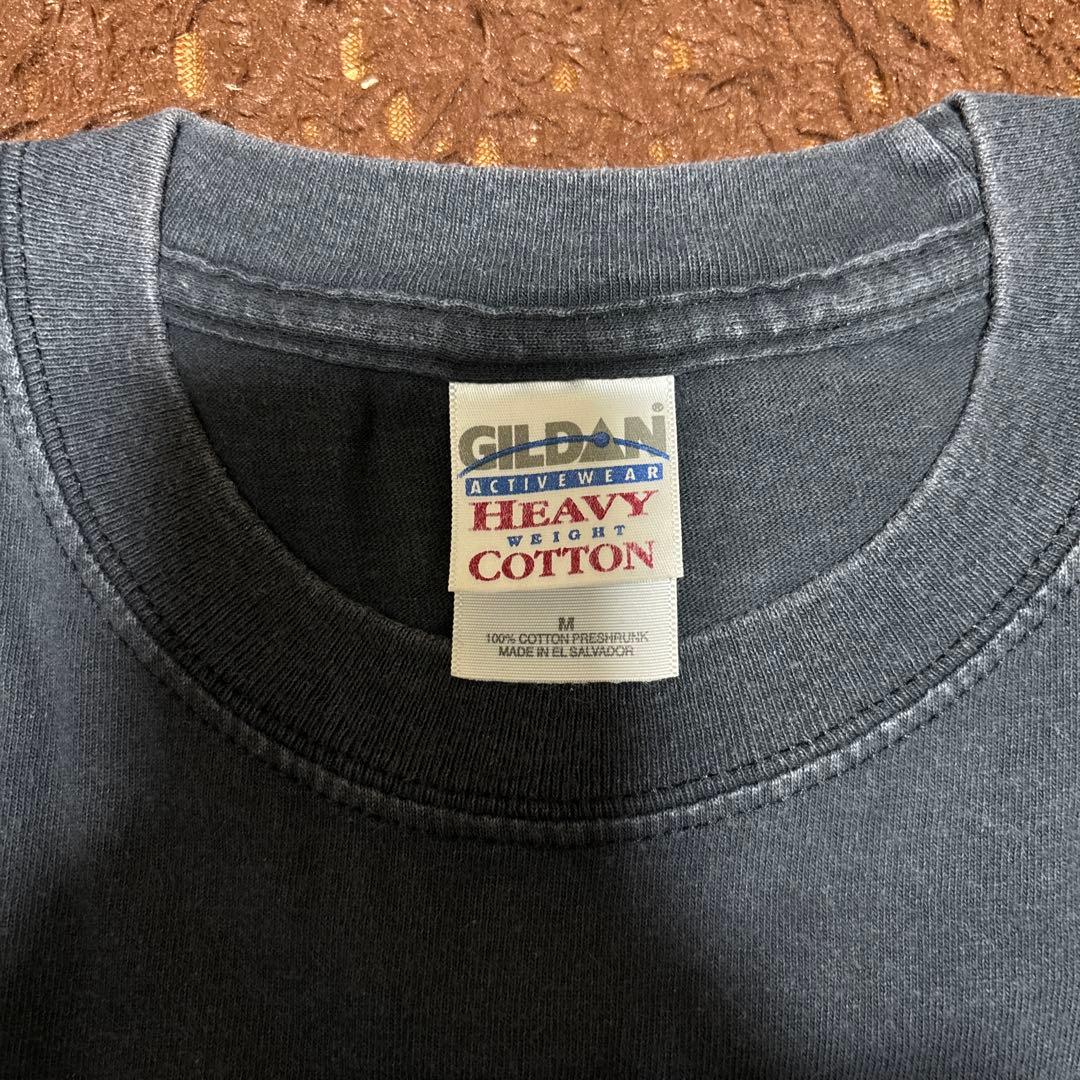 GILDAN®
ACTIVEWEAR
HEAVY
WEIGHT
COTTON
M
100% COTTON PRESHRUNK
MADE IN EL SALVADOR